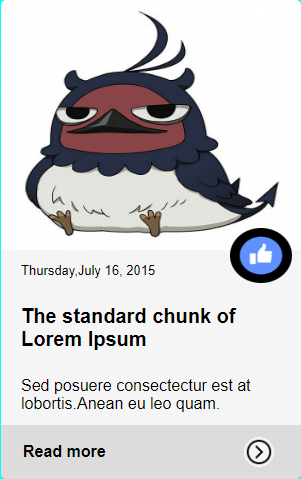 Thursday,July 16, 2015
The standard chunk of
Lorem Ipsum
Sed posuere consectectur est at
lobortis.Anean eu leo quam.
Read more